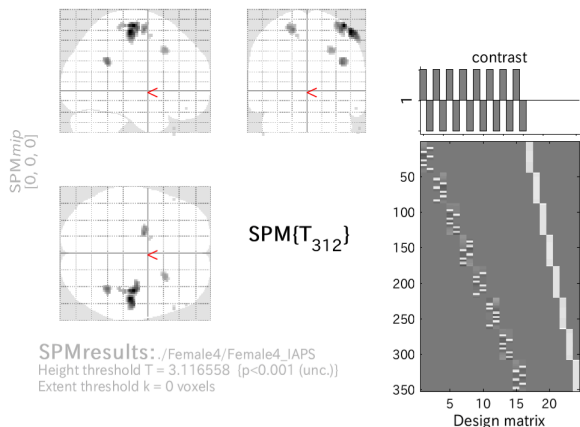 contrast
1
SPMmip
[0, 0, 0]
<
<
<
SPM{T312}
50
100
150
200
250
300
350
5 10 15 20
Design matrix
SPMresults: ./Female4/Female4_IAPS
Height threshold T = 3.116558 {p<0.001 (unc.)}
Extent threshold k = 0 voxels